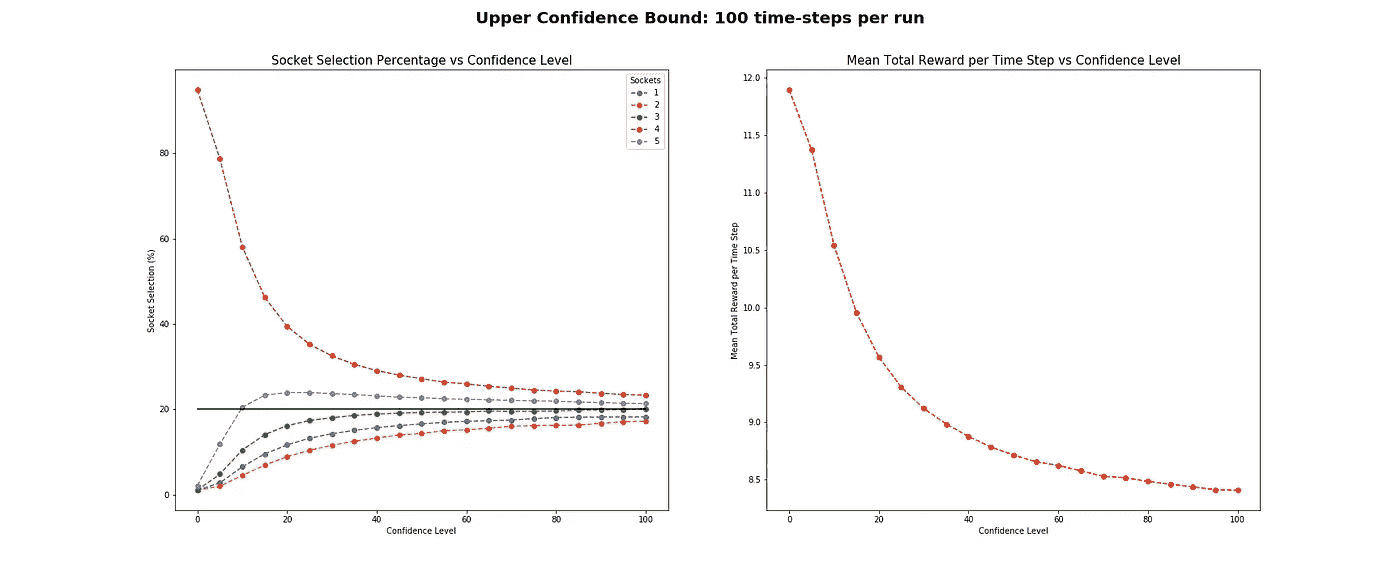 Upper Confidence Bound: 100 time-steps per run
Socket Selection Percentage vs Confidence Level
Sockets
1
2
3
4
5
80
60
40
20
0
Socket Selection (%)
0 20 40 60 80 100
Confidence Level
Mean Total Reward per Time Step vs Confidence Level
12.0
11.5
11.0
10.5
10.0
9.5
9.0
8.5
Mean Total Reward per Time Step
0 20 40 60 80 100
Confidence Level